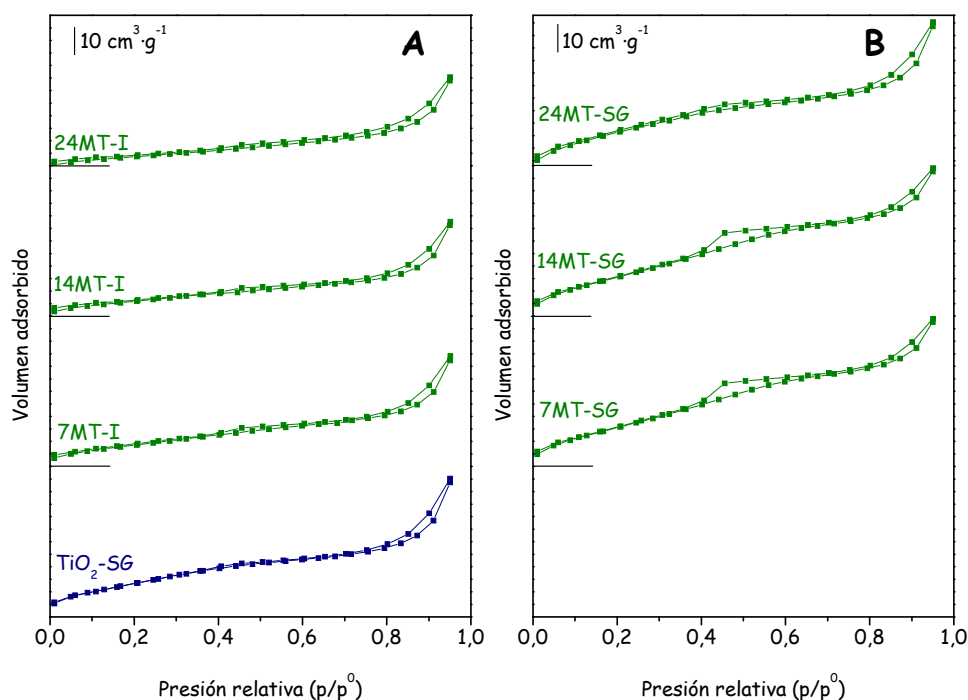 10 cm³·g⁻¹
A
24MT-I
14MT-I
7MT-I
TiO₂-SG
Volumen adsorbido
0,0 0,2 0,4 0,6 0,8 1,0
Presión relativa (p/p⁰)
10 cm³·g⁻¹
B
24MT-SG
14MT-SG
7MT-SG
Volumen adsorbido
0,0 0,2 0,4 0,6 0,8 1,0
Presión relativa (p/p⁰)